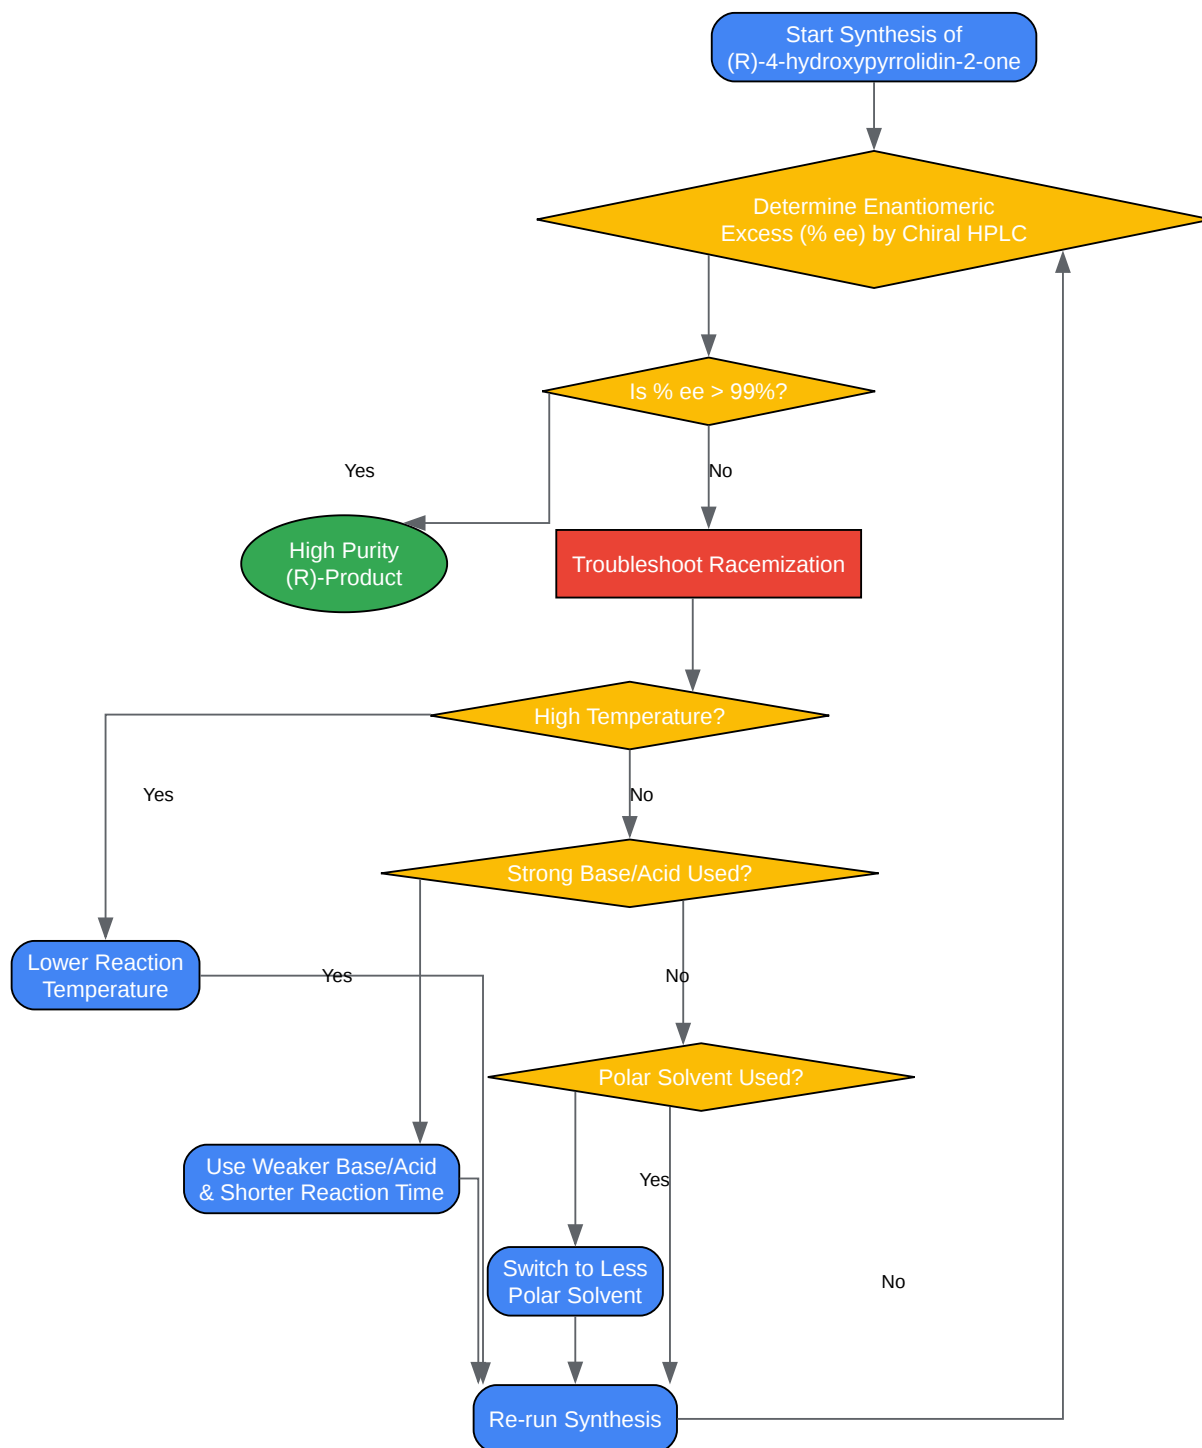 Start Synthesis of
(R)-4-hydroxypyrrolidin-2-one
Determine Enantiomeric
Excess (% ee) by Chiral HPLC
Is % ee > 99%?
Yes
No
High Purity
(R)-Product
Troubleshoot Racemization
High Temperature?
Yes
No
Strong Base/Acid Used?
Lower Reaction
Temperature
Yes
No
Polar Solvent Used?
Use Weaker Base/Acid
& Shorter Reaction Time
Yes
Switch to Less
Polar Solvent
No
Re-run Synthesis